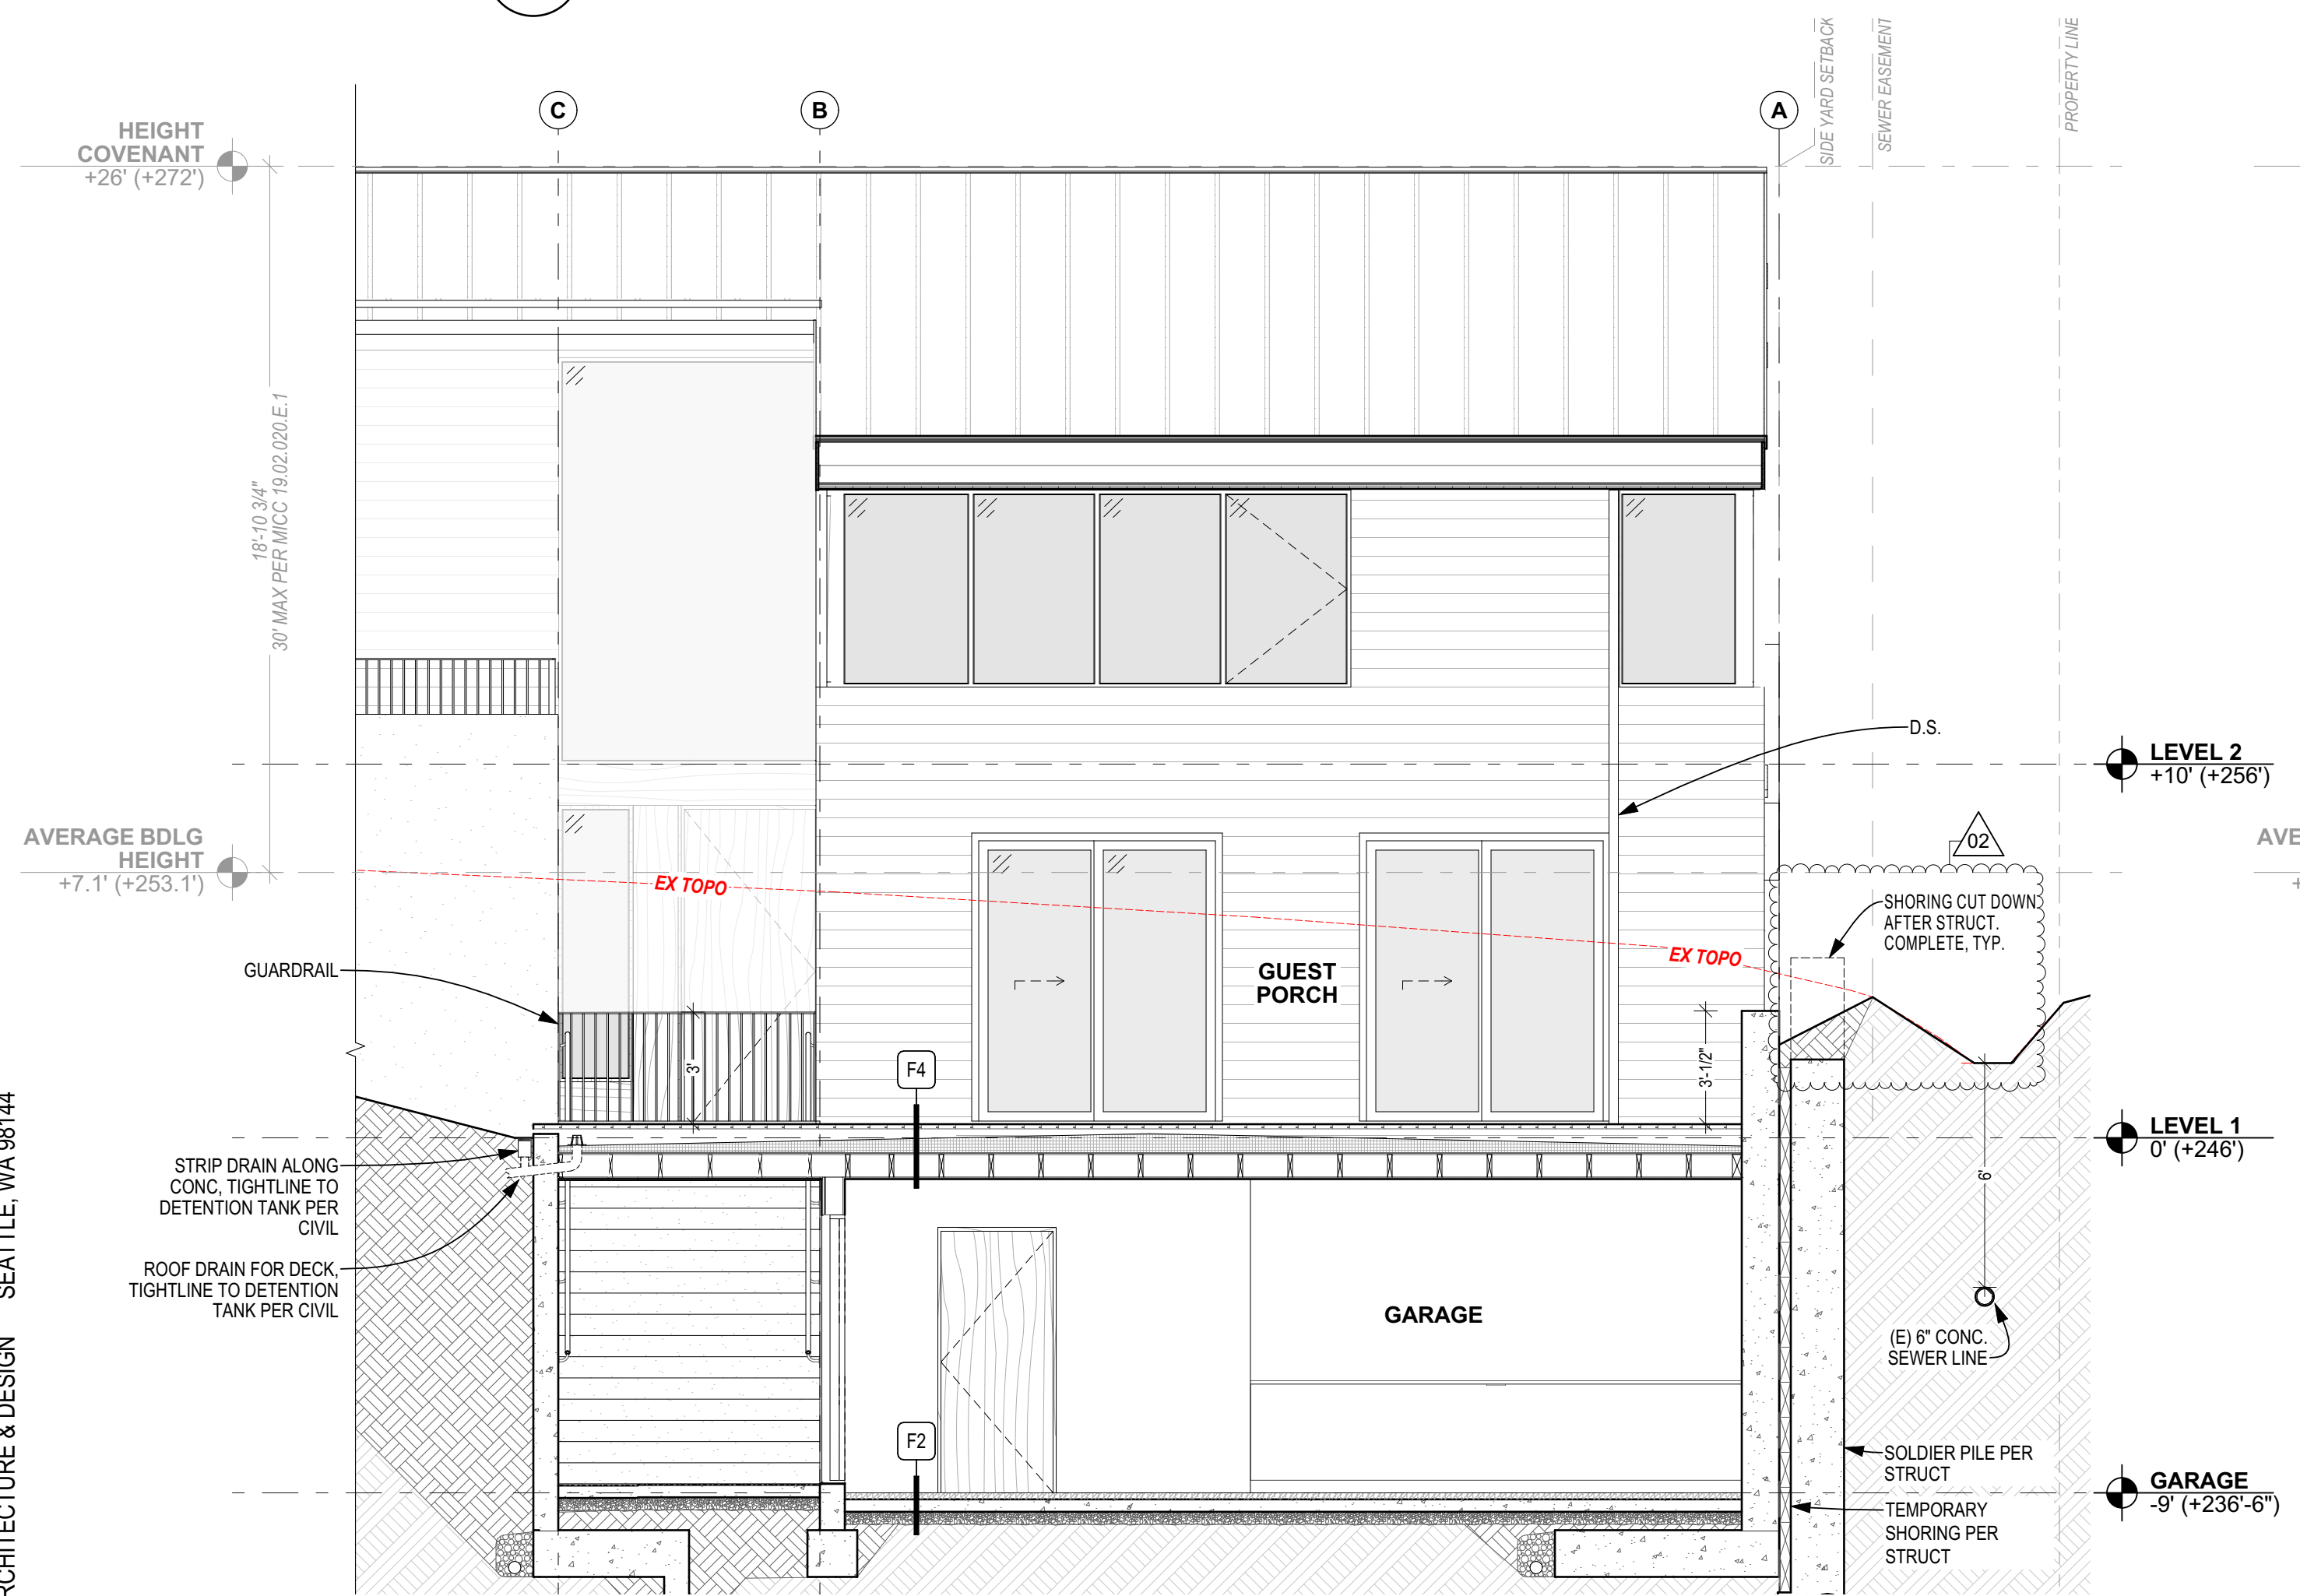 C
B
A
SIDE YARD SETBACK
SEWER EASEMENT
PROPERTY LINE
HEIGHT
COVENANT
+26' (+272')
18'-10 3/4"
30' MAX PER MICC 19.02.020.E.1
D.S.
LEVEL 2
+10' (+256')
AVERAGE BDLG
HEIGHT
+7.1' (+253.1')
02
EX TOPO
SHORING CUT DOWN
AFTER STRUCT.
COMPLETE, TYP.
EX TOPO
GUARDRAIL
GUEST
PORCH
3'
F4
3'-1/2"
LEVEL 1
0' (+246')
6'
STRIP DRAIN ALONG
CONC, TIGHTLINE TO
DETENTION TANK PER
CIVIL
ROOF DRAIN FOR DECK,
TIGHTLINE TO DETENTION
TANK PER CIVIL
GARAGE
(E) 6" CONC.
SEWER LINE
F2
SOLDIER PILE PER
STRUCT
GARAGE
-9' (+236'-6")
TEMPORARY
SHORING PER
STRUCT
SEATTLE, WA 98144
& DESIGN